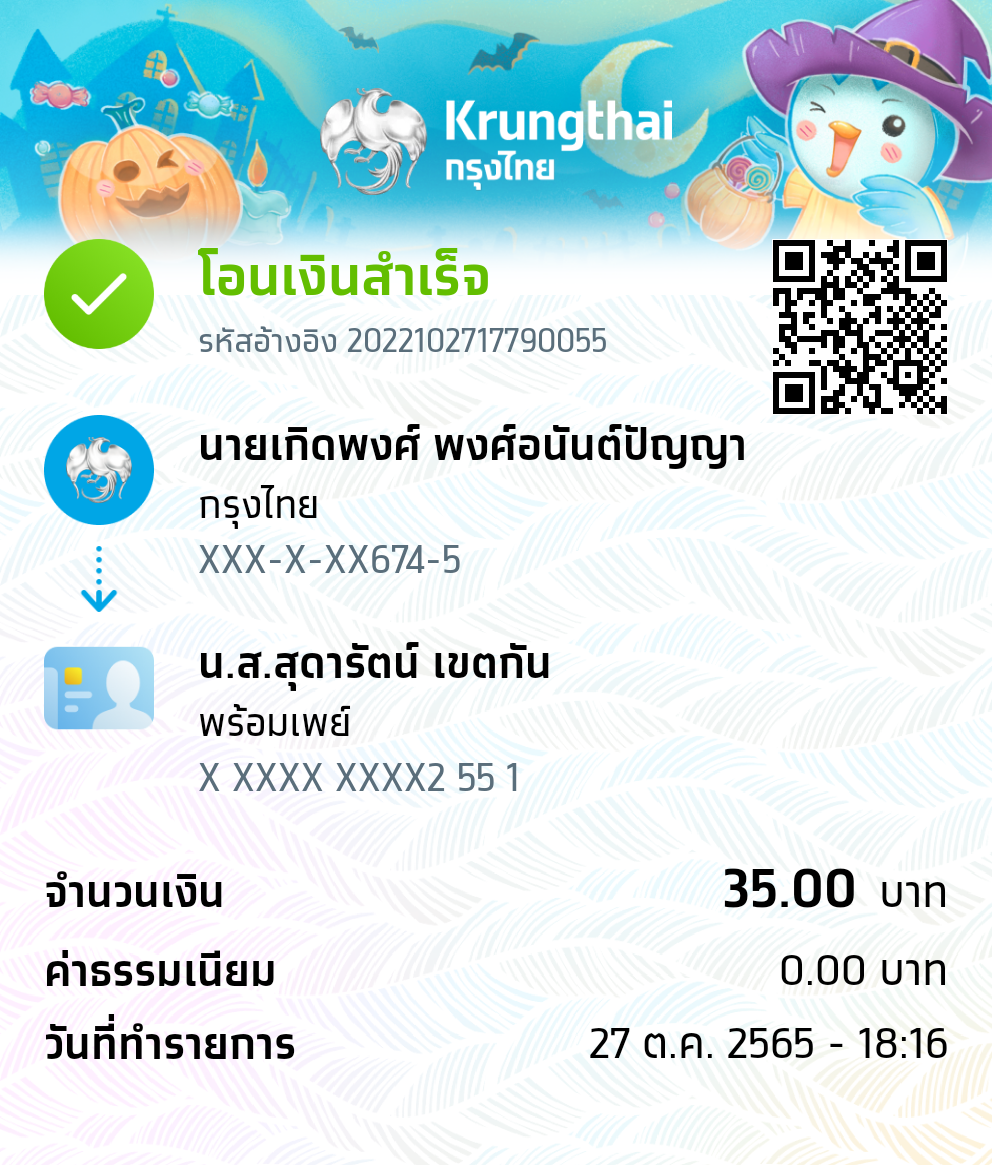 Krungthai
กรุงไทย
โอนเงินสำเร็จ
รหัสอ้างอิง 2022102717790055
นายเกิดพงศ์ พงศ์อนันต์ปัญญา
กรุงไทย
XXX-X-XX674-5
น.ส.สุดารัตน์ เขตกัน
พร้อมเพย์
X XXXX XXXX2 55 1
จำนวนเงิน 35.00 บาท
ค่าธรรมเนียม 0.00 บาท
วันที่ทำรายการ 27 ต.ค. 2565 - 18:16